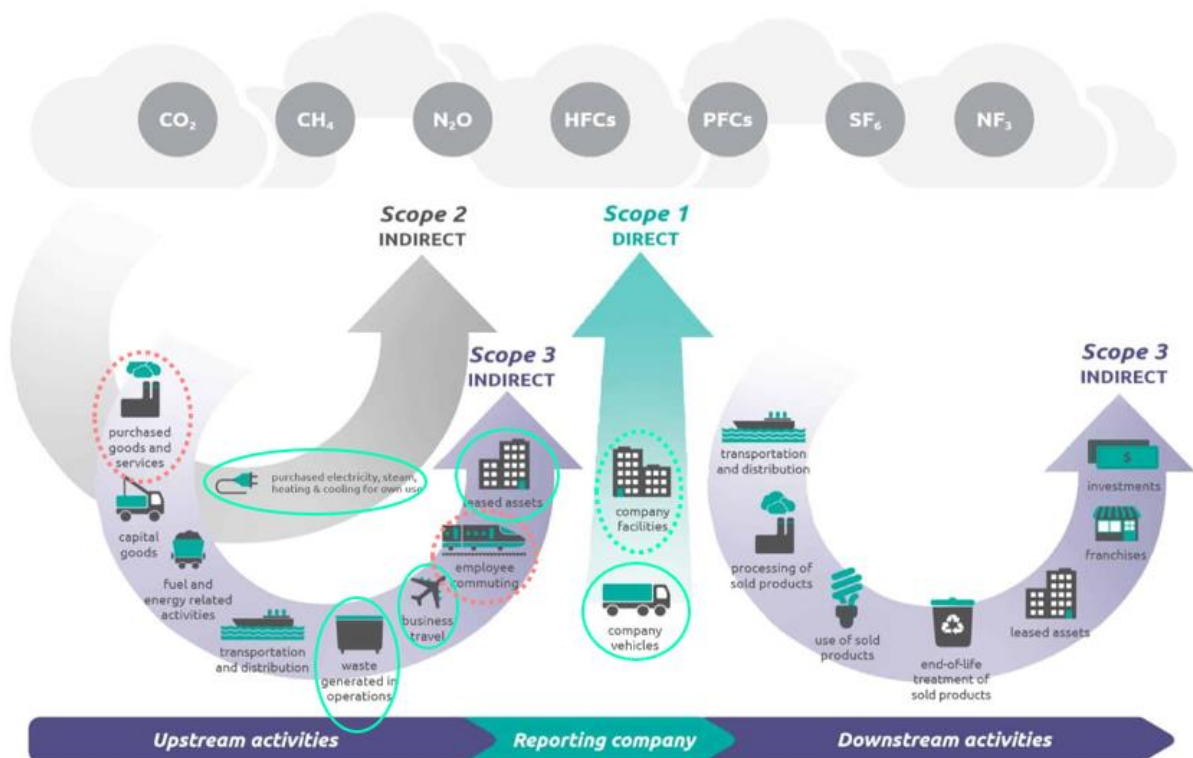 CO₂ CH₄ N₂O HFCs PFCs SF₆ NF₃
Scope 2
INDIRECT
Scope 1
DIRECT
Scope 3
INDIRECT
Scope 3
INDIRECT
purchased
goods and
services
capital
goods
fuel and
energy related
activities
purchased electricity, steam,
heating & cooling for own use
transportation
and distribution
waste
generated in
operations
business
travel
employee
commuting
leased assets
company
facilities
company
vehicles
transportation
and distribution
processing of
sold products
use of sold
products
end-of-life
treatment of
sold products
leased assets
franchises
$
investments
Upstream activities
Reporting company
Downstream activities